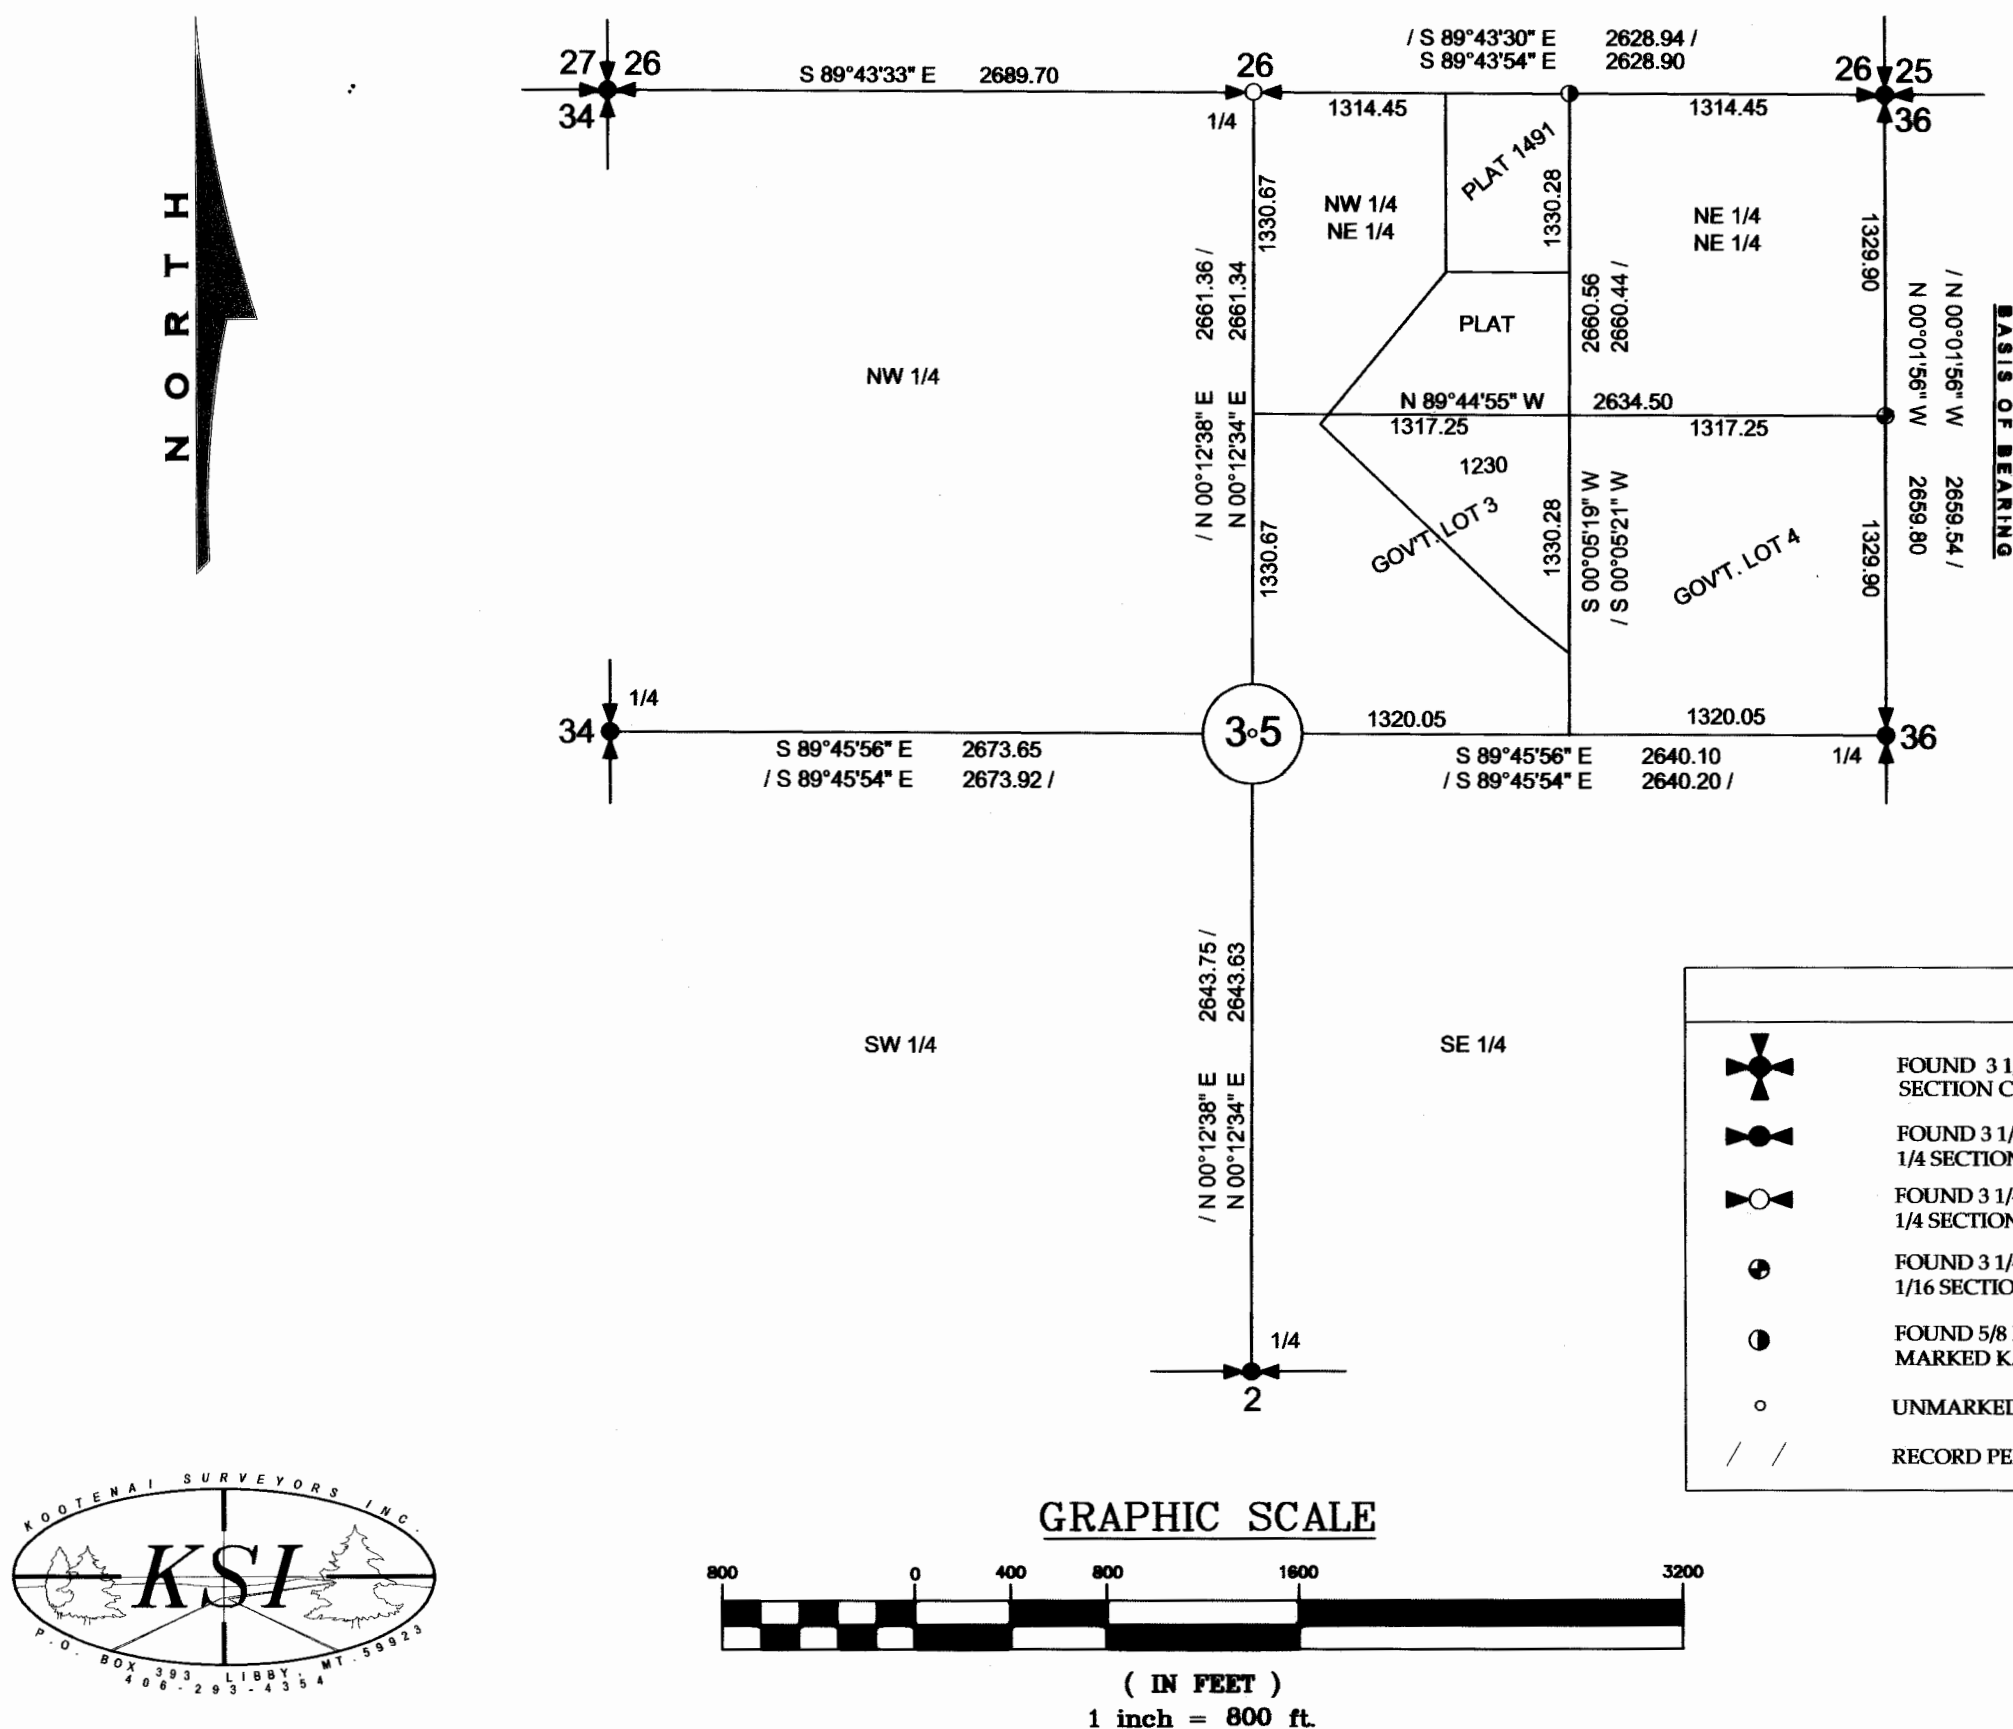 NORTH
27 26
34
S 89°43'33" E 2689.70
26
1/4
/ S 89°43'30" E 2628.94 /
S 89°43'54" E 2628.90
26 25
36
1314.45
1314.45
PLAT 1491
NW 1/4
NE 1/4
NE 1/4
NE 1/4
1330.67
1330.28
1329.90
/ N 00°12'38" E 2661.36 /
N 00°12'34" E 2661.34
2660.56
2660.44 /
PLAT
NW 1/4
N 89°44'55" W 2634.50
1317.25
1317.25
1230
GOV'T. LOT 3
GOV'T. LOT 4
1330.67
1330.28
S 00°05'19" W
/ S 00°05'21" W
1329.90
N 00°01'56" W 2659.80
/ N 00°01'56" W 2659.54 /
BASIS OF BEARING
34
1/4
3 5
1320.05
1320.05
36
1/4
S 89°45'56" E 2673.65
/ S 89°45'54" E 2673.92 /
S 89°45'56" E 2640.10
/ S 89°45'54" E 2640.20 /
/ N 00°12'38" E 2643.75 /
N 00°12'34" E 2643.63
SW 1/4
SE 1/4
1/4
2
FOUND 3 1/
SECTION C
FOUND 3 1/
1/4 SECTION
FOUND 3 1/4
1/4 SECTION
FOUND 3 1/4
1/16 SECTIO
FOUND 5/8
MARKED K
UNMARKED
/ / RECORD PE
KOOTENAI SURVEYORS INC.
KSI
P.O. BOX 393 LIBBY, MT. 59923
406-293-4354
GRAPHIC SCALE
800 0 400 800 1600 3200
( IN FEET )
1 inch = 800 ft.